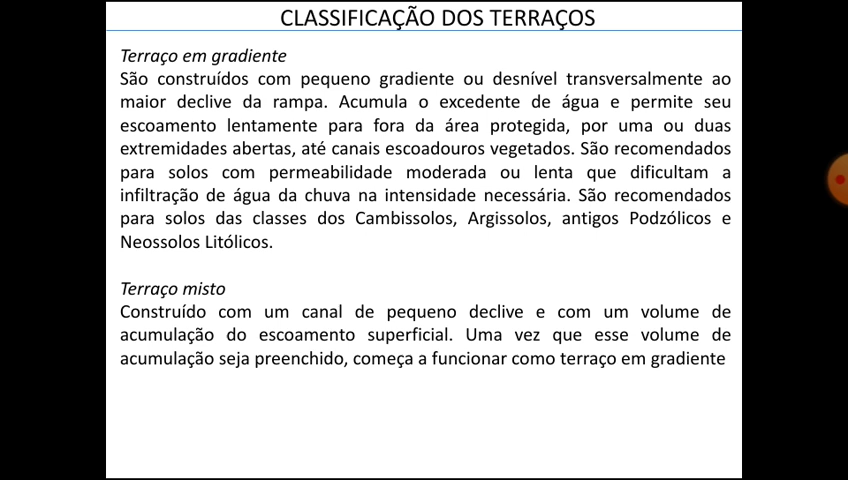 CLASSIFICAÇÃO DOS TERRAÇOS
Terraço em gradiente
São construídos com pequeno gradiente ou desnível transversalmente ao
maior declive da rampa. Acumula o excedente de água e permite seu
escoamento lentamente para fora da área protegida, por uma ou duas
extremidades abertas, até canais escoadouros vegetados. São recomendados
para solos com permeabilidade moderada ou lenta que dificultam a
infiltração de água da chuva na intensidade necessária. São recomendados
para solos das classes dos Cambissolos, Argissolos, antigos Podzólicos e
Neossolos Litólicos.
Terraço misto
Construído com um canal de pequeno declive e com um volume de
acumulação do escoamento superficial. Uma vez que esse volume de
acumulação seja preenchido, começa a funcionar como terraço em gradiente